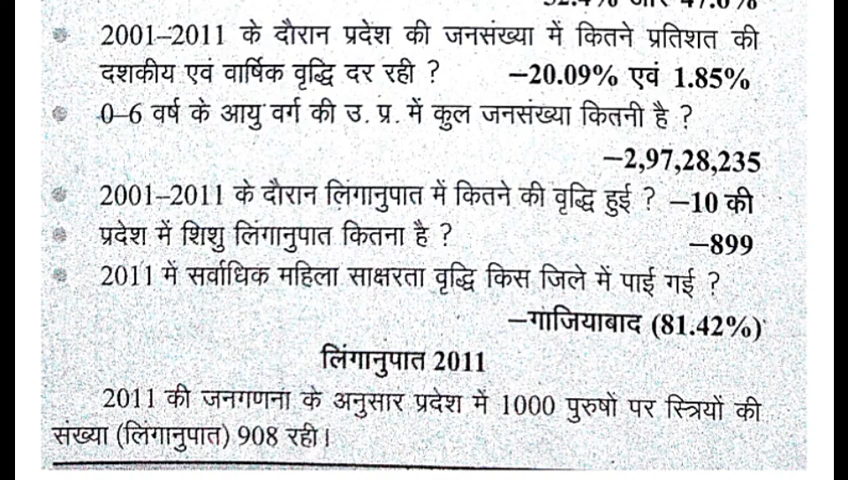 2001–2011 के दौरान प्रदेश की जनसंख्या में कितने प्रतिशत की
दशकीय एवं वार्षिक वृद्धि दर रही ? –20.09% एवं 1.85%
0–6 वर्ष के आयु वर्ग की उ. प्र. में कुल जनसंख्या कितनी है ?
–2,97,28,235
2001–2011 के दौरान लिंगानुपात में कितने की वृद्धि हुई ? –10 की
प्रदेश में शिशु लिंगानुपात कितना है ? –899
2011 में सर्वाधिक महिला साक्षरता वृद्धि किस जिले में पाई गई ?
–गाजियाबाद (81.42%)
लिंगानुपात 2011
2011 की जनगणना के अनुसार प्रदेश में 1000 पुरुषों पर स्त्रियों की
संख्या (लिंगानुपात) 908 रही।